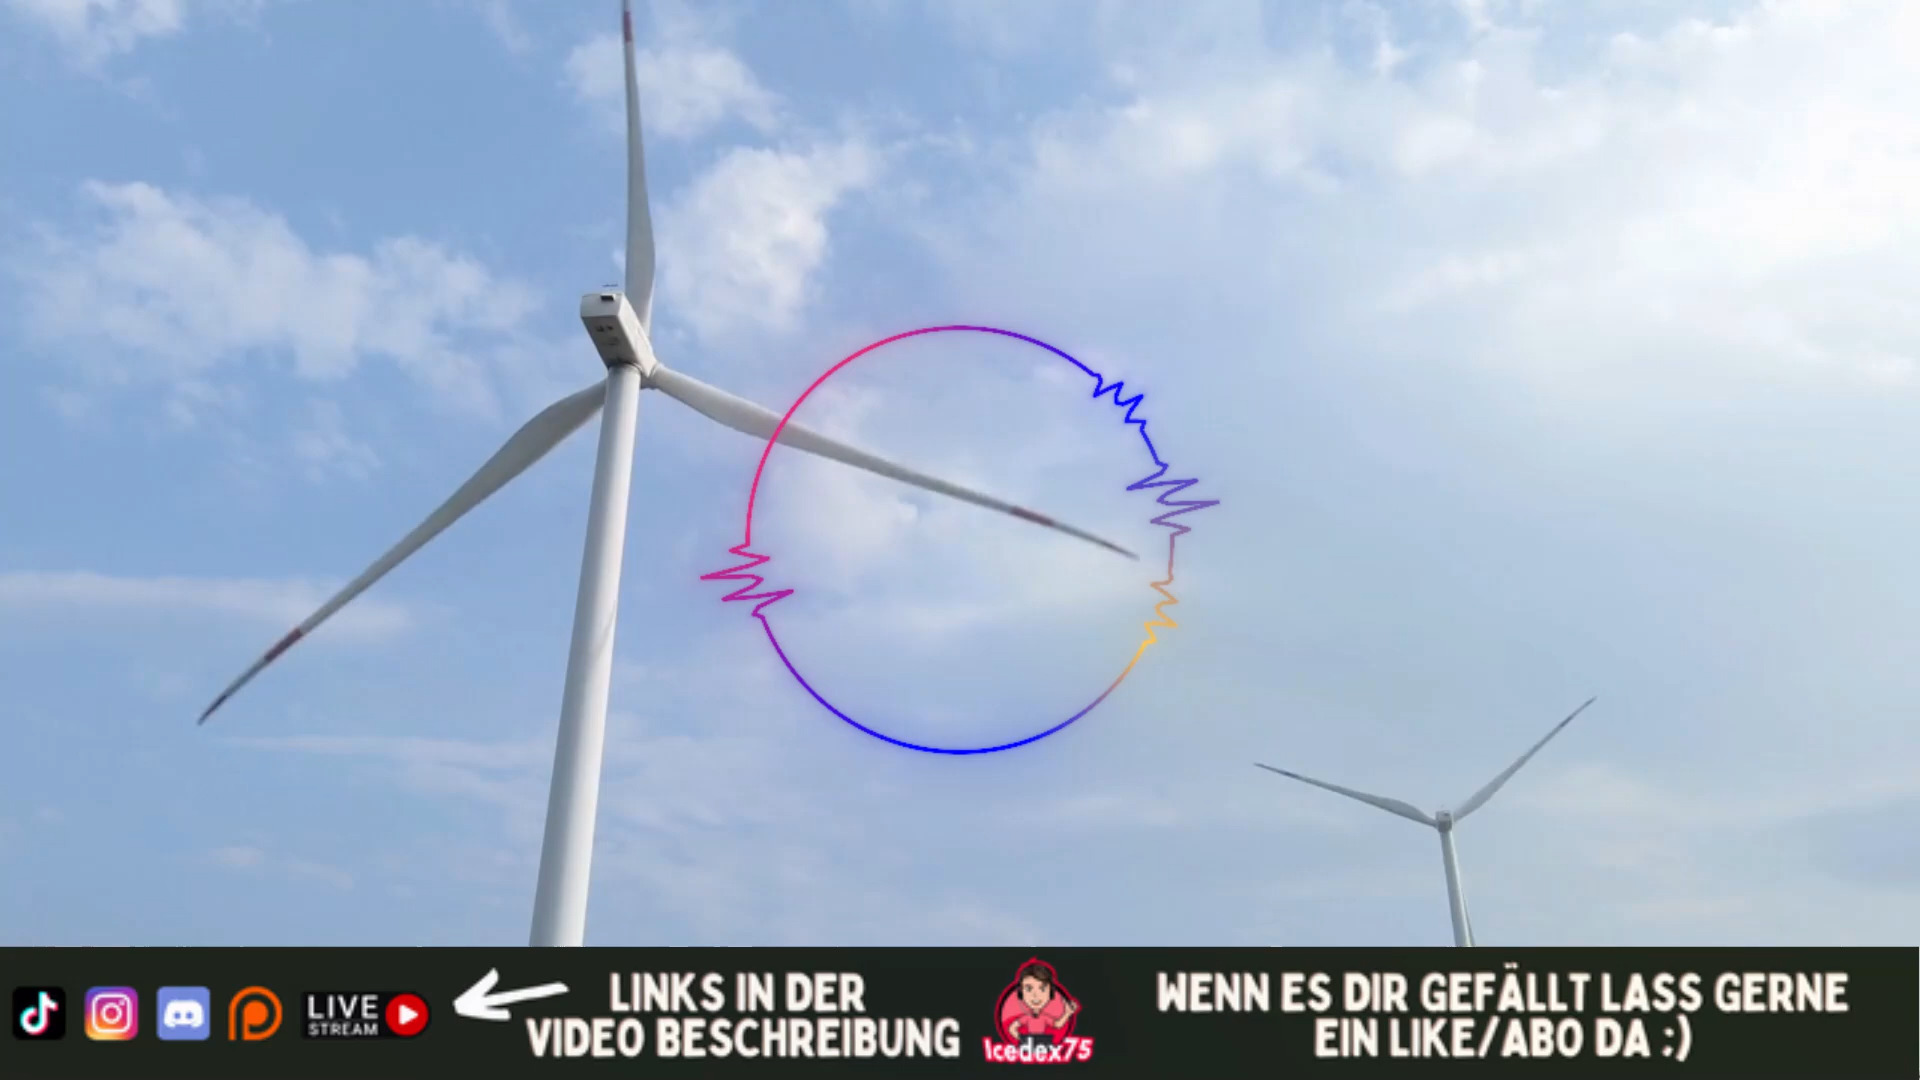 LIVE
STREAM
LINKS IN DER
VIDEO BESCHREIBUNG
Icedex75
WENN ES DIR GEFÄLLT LASS GERNE
EIN LIKE/ABO DA :)